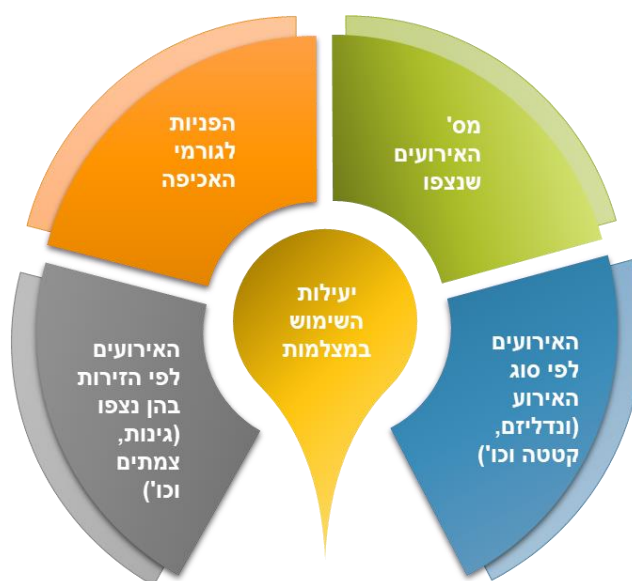 מס'
האירועים
שנצפו
הפניות
לגורמי
האכיפה
יעילות
השימוש
במצלמות
האירועים
לפי סוג
האירוע
(ונדליזם,
קטטה וכו')
האירועים
לפי הזירות
בהן נצפו
(גינות,
צמתים
וכו')